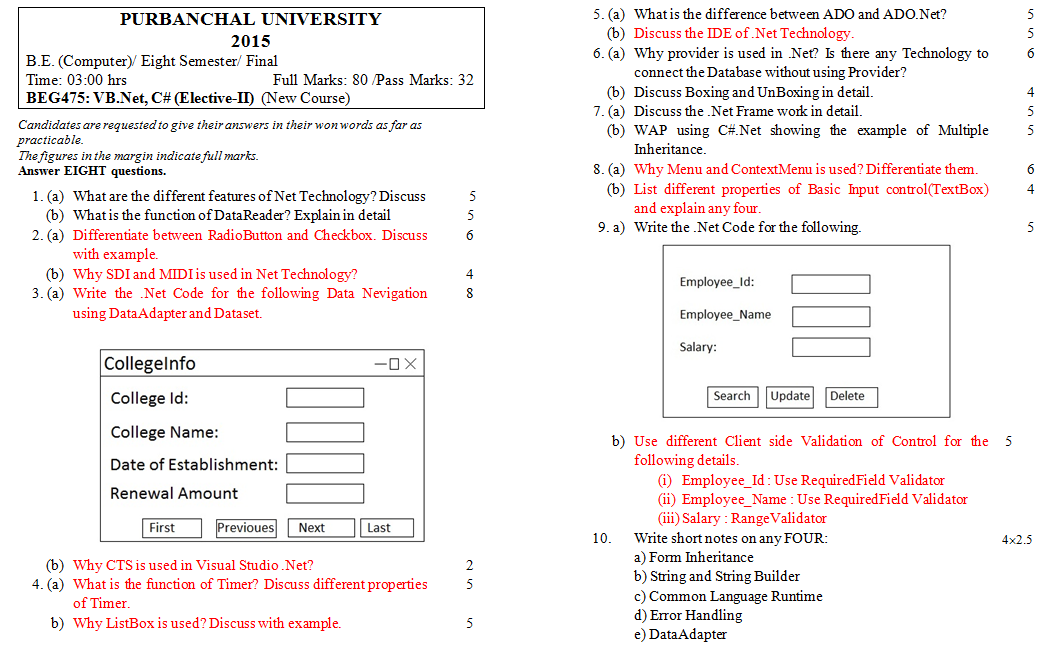 PURBANCHAL UNIVERSITY
2015
B.E. (Computer)/ Eight Semester/ Final
Time: 03:00 hrs Full Marks: 80 /Pass Marks: 32
BEG475: VB.Net, C# (Elective-II) (New Course)
Candidates are requested to give their answers in their won words as far as
practicable.
The figures in the margin indicate full marks.
Answer EIGHT questions.
1. (a) What are the different features of Net Technology? Discuss 5
(b) What is the function of DataReader? Explain in detail 5
2. (a) Differentiate between RadioButton and Checkbox. Discuss 6
with example.
(b) Why SDI and MIDI is used in Net Technology? 4
3. (a) Write the .Net Code for the following Data Nevigation 8
using DataAdapter and Dataset.
CollegeInfo
College Id:
College Name:
Date of Establishment:
Renewal Amount
First Previoues Next Last
(b) Why CTS is used in Visual Studio .Net? 2
4. (a) What is the function of Timer? Discuss different properties 5
of Timer.
b) Why ListBox is used? Discuss with example. 5
5. (a) What is the difference between ADO and ADO.Net? 5
(b) Discuss the IDE of .Net Technology. 5
6. (a) Why provider is used in .Net? Is there any Technology to 6
connect the Database without using Provider?
(b) Discuss Boxing and UnBoxing in detail. 4
7. (a) Discuss the .Net Frame work in detail. 5
(b) WAP using C#.Net showing the example of Multiple 5
Inheritance.
8. (a) Why Menu and ContextMenu is used? Differentiate them. 6
(b) List different properties of Basic Input control(TextBox) 4
and explain any four.
9. a) Write the .Net Code for the following. 5
Employee_Id:
Employee_Name
Salary:
Search Update Delete
b) Use different Client side Validation of Control for the 5
following details.
(i) Employee_Id : Use RequiredField Validator
(ii) Employee_Name : Use RequiredField Validator
(iii) Salary : RangeValidator
10. Write short notes on any FOUR: 4×2.5
a) Form Inheritance
b) String and String Builder
c) Common Language Runtime
d) Error Handling
e) DataAdapter